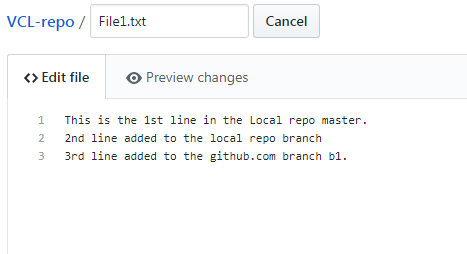 VCL-repo / File1.txt Cancel
<> Edit file Preview changes
1 This is the 1st line in the Local repo master.
2 2nd line added to the local repo branch
3 3rd line added to the github.com branch b1.